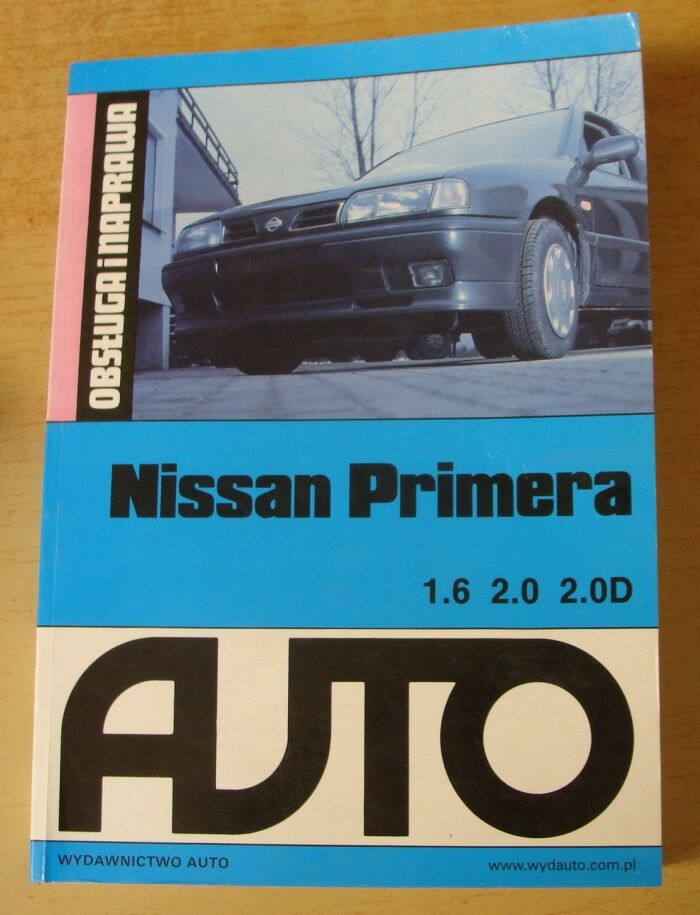 OBSŁUGA i NAPRAWA
Nissan Primera
1.6 2.0 2.0D
AUTO
WYDAWNICTWO AUTO
www.wydauto.com.pl